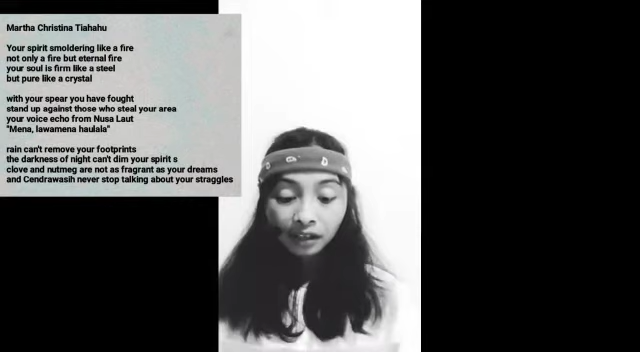 Martha Christina Tiahahu
Your spirit smoldering like a fire
not only a fire but eternal fire
your soul is firm like a steel
but pure like a crystal
with your spear you have fought
stand up against those who steal your area
your voice echo from Nusa Laut
"Mena, lawamena haulala"
rain can't remove your footprints
the darkness of night can't dim your spirit s
clove and nutmeg are not as fragrant as your dreams
and Cendrawasih never stop talking about your straggles